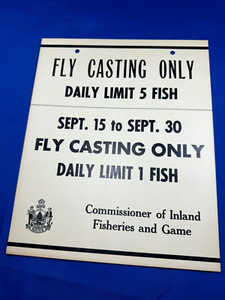 FLY CASTING ONLY
DAILY LIMIT 5 FISH
SEPT. 15 to SEPT. 30
FLY CASTING ONLY
DAILY LIMIT 1 FISH
Commissioner of Inland
Fisheries and Game